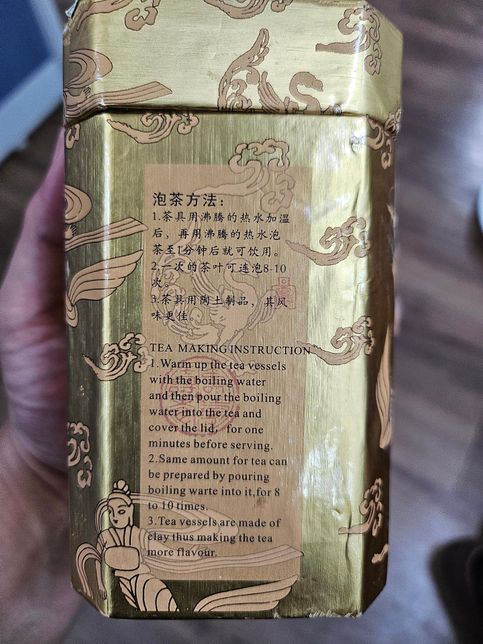 泡茶方法：
1.茶具用沸腾的热水加温
后，再用沸腾的热水泡
茶至1分钟后就可饮用。
2.一次的茶叶可连泡8-10
次。
3.茶具用陶土制品，其风
味更佳
TEA MAKING INSTRUCTION
1.Warm up the tea vessels
with the boiling water
and then pour the boiling
water into the tea and
cover the lid, for one
minutes before serving.
2.Same amount for tea can
be prepared by pouring
boiling warte into it,for 8
to 10 times.
3.Tea vessels are made of
clay thus making the tea
more flavour.